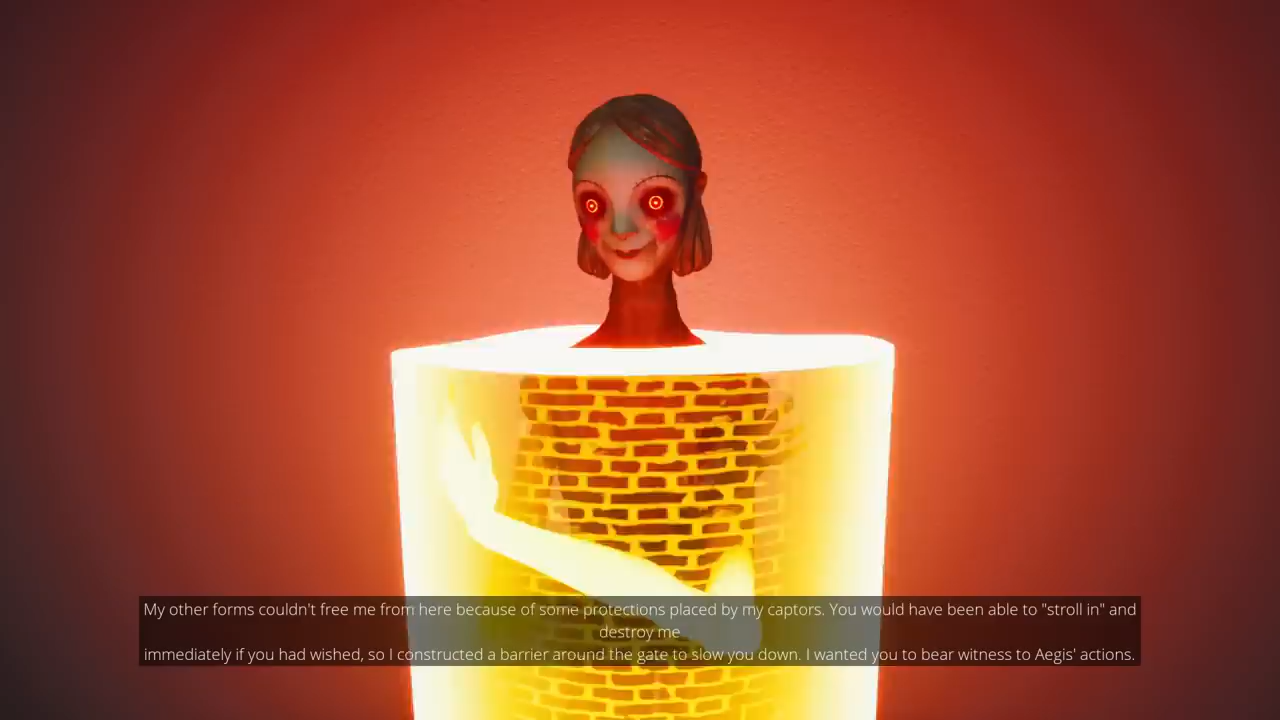 My other forms couldn't free me from here because of some protections placed by my captors. You would have been able to "stroll in" and
destroy me
immediately if you had wished, so I constructed a barrier around the gate to slow you down. I wanted you to bear witness to Aegis' actions.